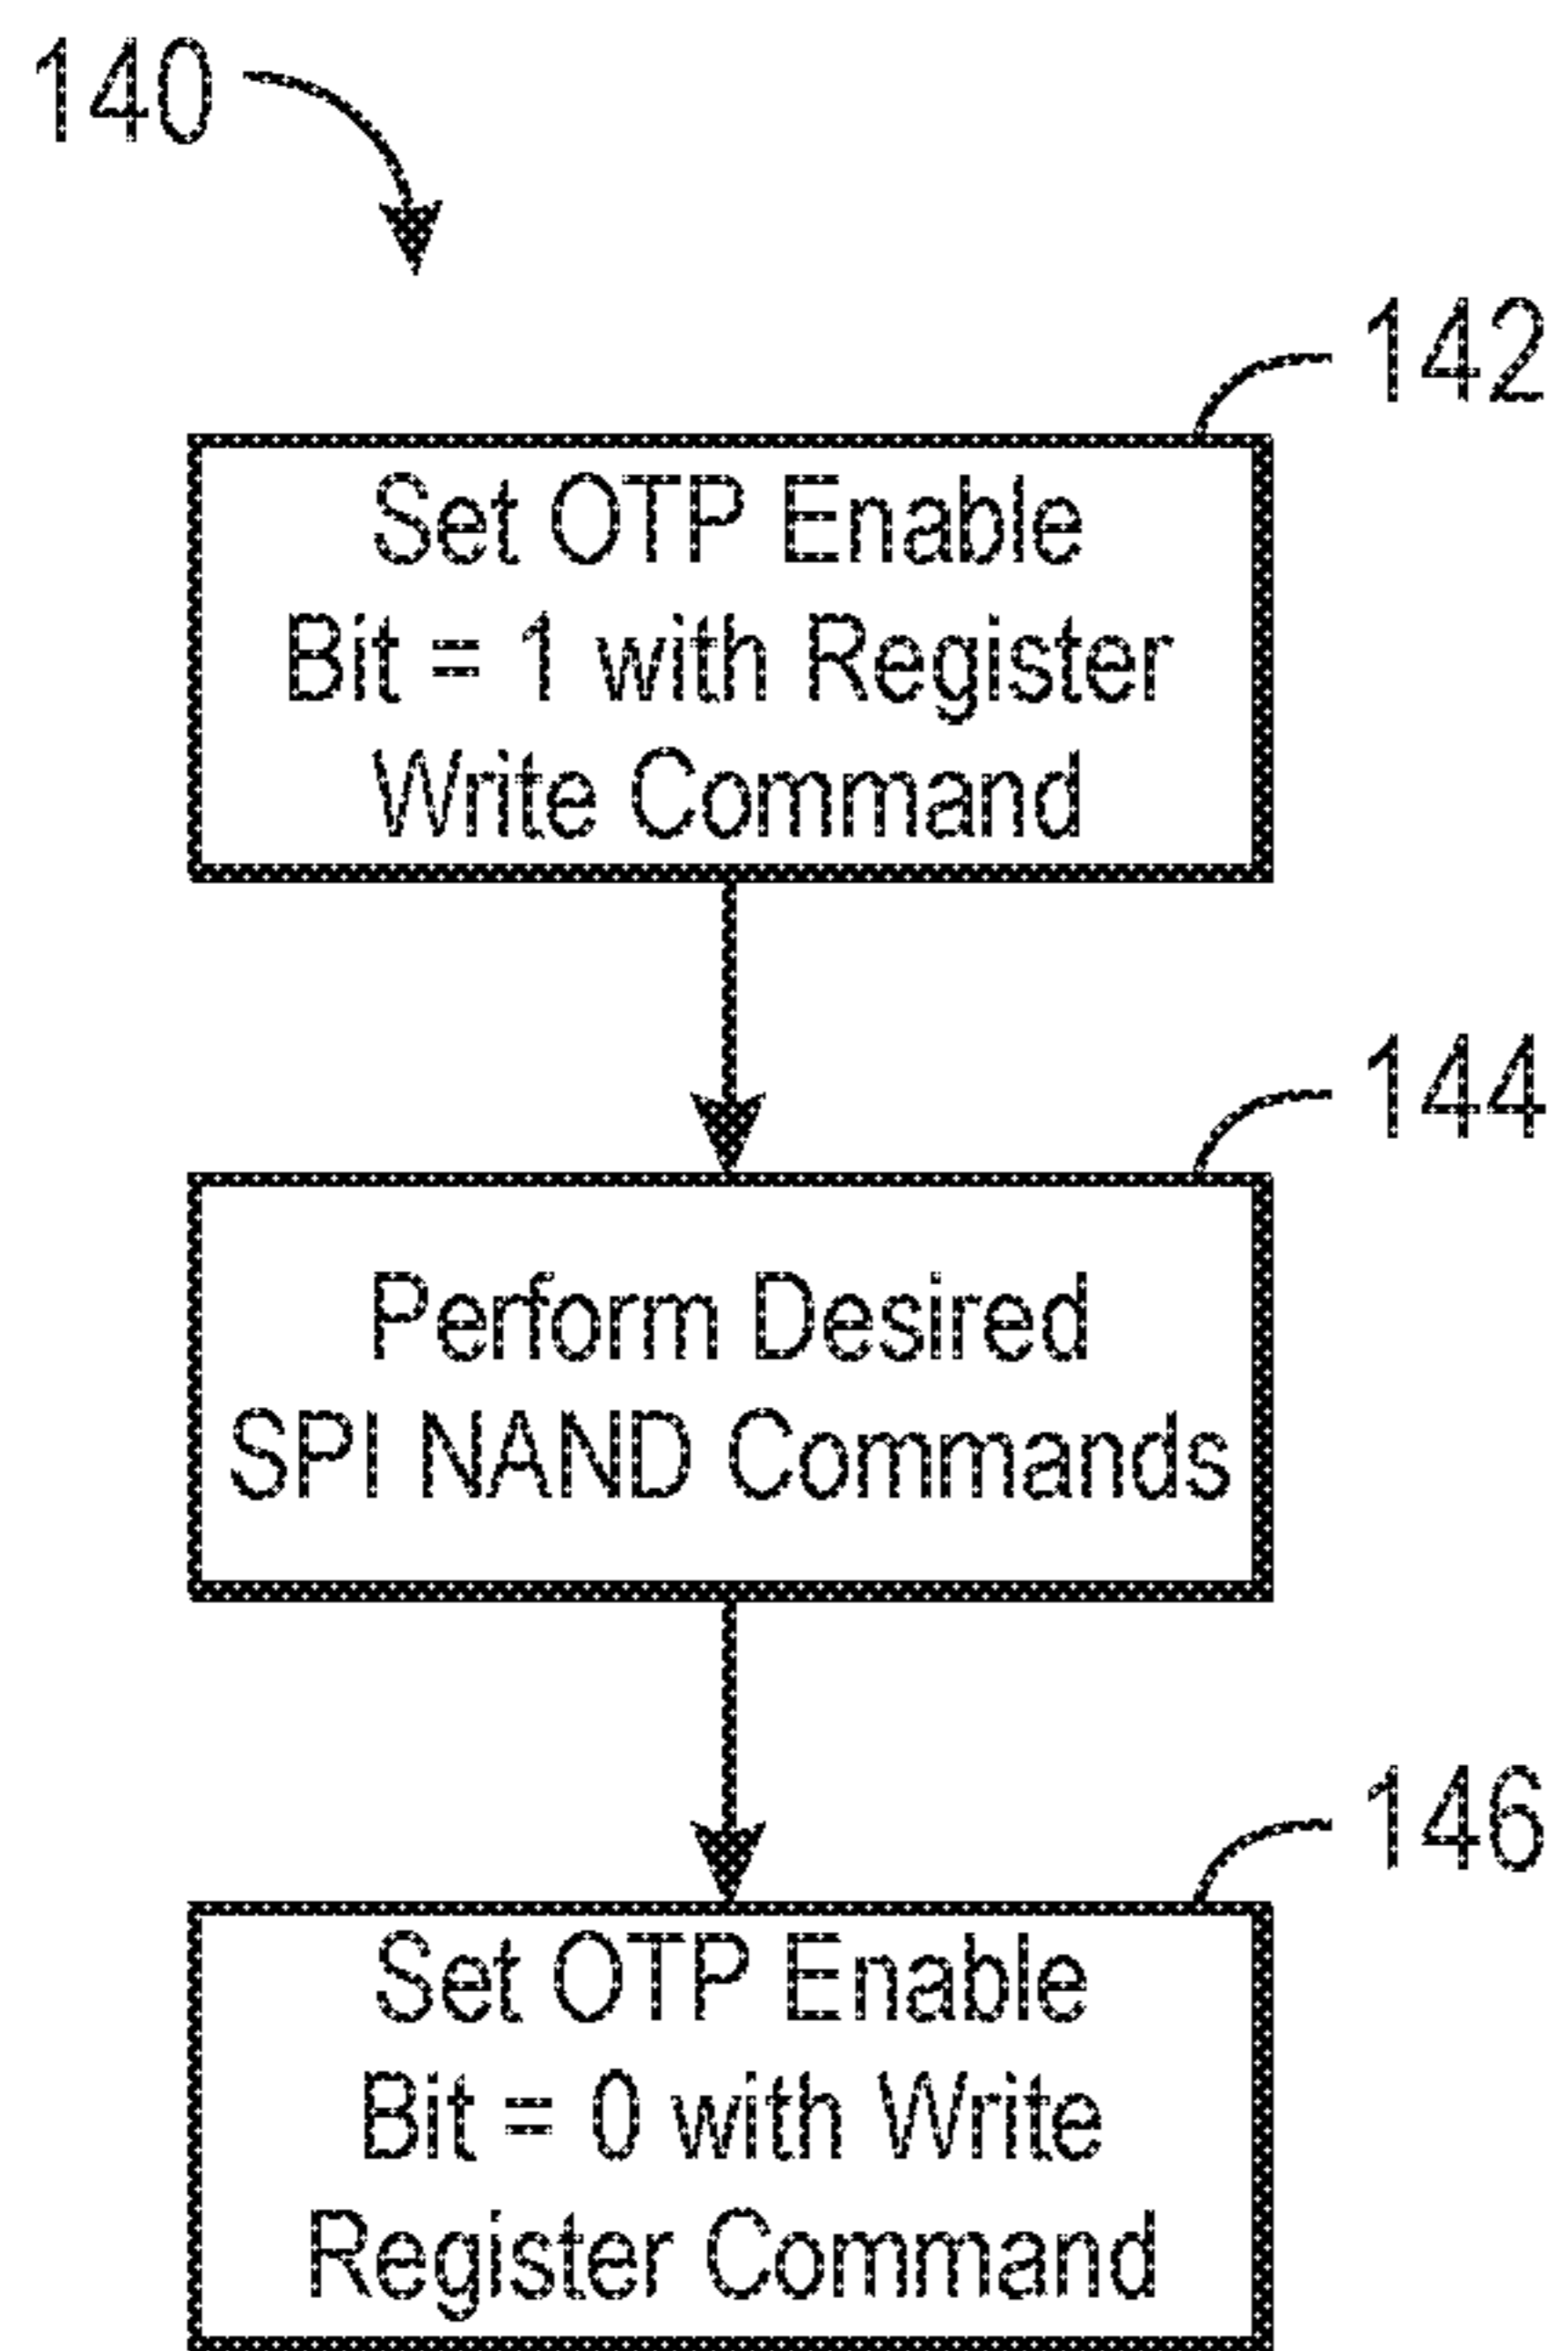 140
142
Set OTP Enable
Bit = 1 with Register
Write Command
144
Perform Desired
SPI NAND Commands
146
Set OTP Enable
Bit = 0 with Write
Register Command